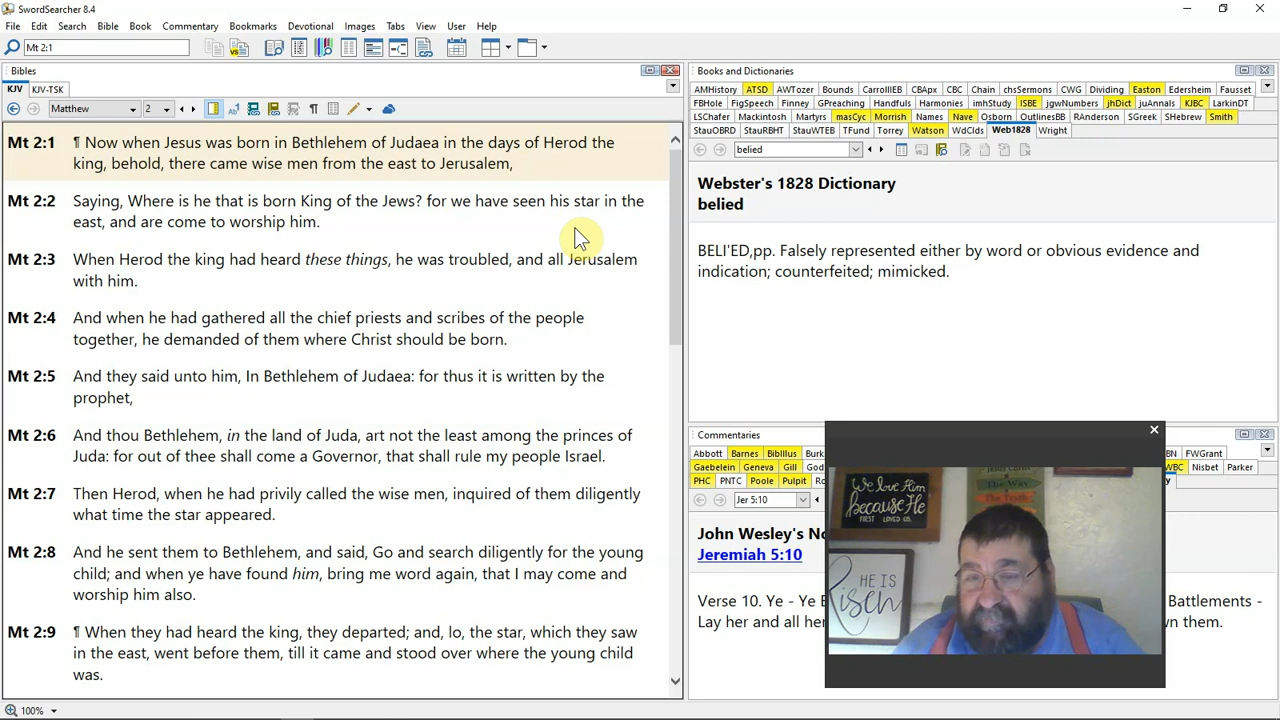 SwordSearcher 8.4
File Edit Search Bible Book Commentary Bookmarks Devotional Images Tabs View User Help
Mt 2:1
Bibles
KJV KJV-TSK
Matthew 2
Mt 2:1 ¶ Now when Jesus was born in Bethlehem of Judaea in the days of Herod the
king, behold, there came wise men from the east to Jerusalem,
Mt 2:2 Saying, Where is he that is born King of the Jews? for we have seen his star in the
east, and are come to worship him.
Mt 2:3 When Herod the king had heard these things, he was troubled, and all Jerusalem
with him.
Mt 2:4 And when he had gathered all the chief priests and scribes of the people
together, he demanded of them where Christ should be born.
Mt 2:5 And they said unto him, In Bethlehem of Judaea: for thus it is written by the
prophet,
Mt 2:6 And thou Bethlehem, in the land of Juda, art not the least among the princes of
Juda: for out of thee shall come a Governor, that shall rule my people Israel.
Mt 2:7 Then Herod, when he had privily called the wise men, inquired of them diligently
what time the star appeared.
Mt 2:8 And he sent them to Bethlehem, and said, Go and search diligently for the young
child; and when ye have found him, bring me word again, that I may come and
worship him also.
Mt 2:9 ¶ When they had heard the king, they departed; and, lo, the star, which they saw
in the east, went before them, till it came and stood over where the young child
was.
100%
Books and Dictionaries
AMHistory ATSD AWTozer Bounds CarrollIEB CBApx CBC Chain chsSermons CWG Dividing Easton Edersheim Fausset
FBHole FigSpeech Finney GPreaching Handfuls Harmonies imhStudy ISBE jgwNumbers jhDict juAnnals KJBC LarkinDT
LSChafer Mackintosh Martyrs masCyc Morrish Names Nave Osborn OutlinesBB RAnderson SGreek SHebrew Smith
StauOBRD StauRBHT StauWTEB TFund Torrey Watson WdClds Web1828 Wright
belied
Webster's 1828 Dictionary
belied
BELI'ED,pp. Falsely represented either by word or obvious evidence and
indication; counterfeited; mimicked.
Commentaries
Abbott Barnes BibIllus Burk BN FWGrant
Gaebelein Geneva Gill God WBC Nisbet Parker
PHC PNTC Poole Pulpit Ro y
Jer 5:10
John Wesley's No
Jeremiah 5:10
Verse 10. Ye - Ye B Battlements -
Lay her and all her wn them.
We love Him
because He
FIRST LOVED US.
Jesus Christ
The Way
The Truth
HE IS
Risen